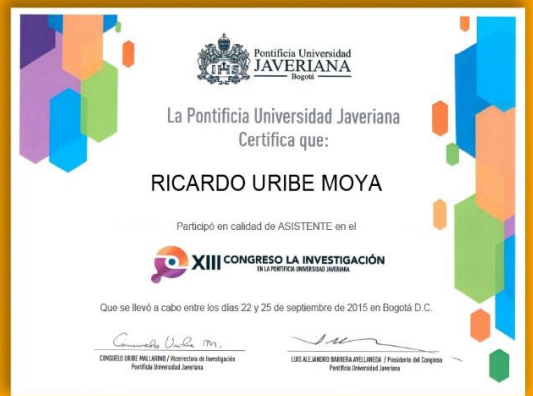 Pontificia Universidad
JAVERIANA
Bogotá
La Pontificia Universidad Javeriana
Certifica que:
RICARDO URIBE MOYA
Participó en calidad de ASISTENTE en el
XIII CONGRESO LA INVESTIGACIÓN
EN LA PONTIFICIA UNIVERSIDAD JAVERIANA
Que se llevó a cabo entre los días 22 y 25 de septiembre de 2015 en Bogotá D.C.
Consuelo Uribe M.
CONSUELO URIBE MALLARINO / Vicerrectora de Investigación
Pontificia Universidad Javeriana
LUIS ALEJANDRO BARRERA AVELLANEDA / Presidente del Congreso
Pontificia Universidad Javeriana